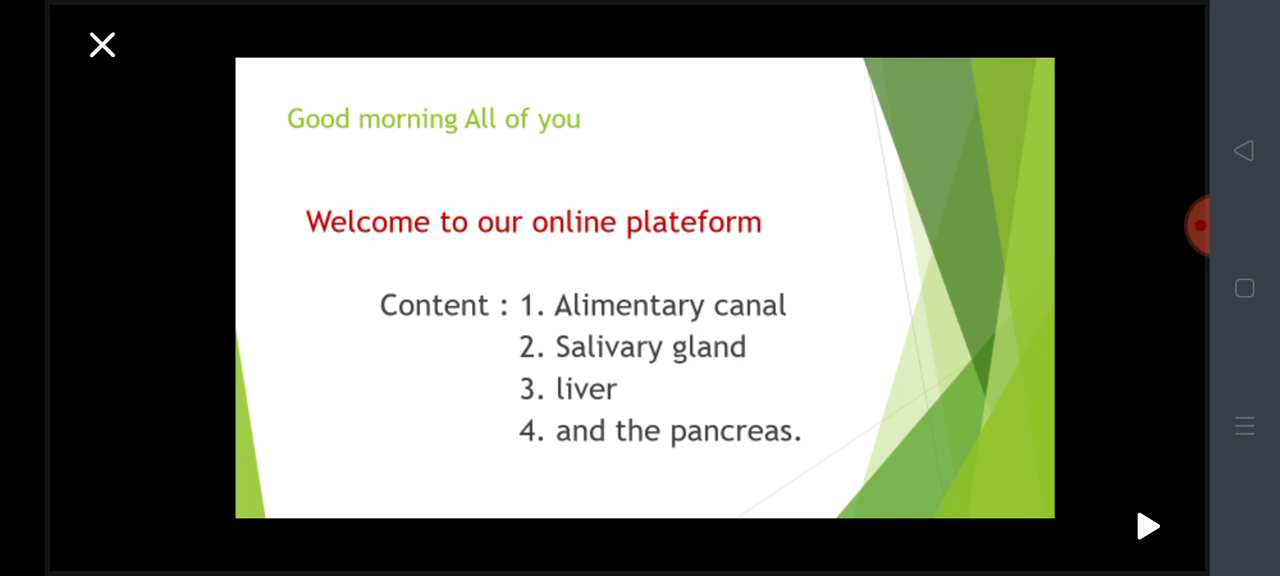 Good morning All of you
Welcome to our online plateform
Content : 1. Alimentary canal
2. Salivary gland
3. liver
4. and the pancreas.